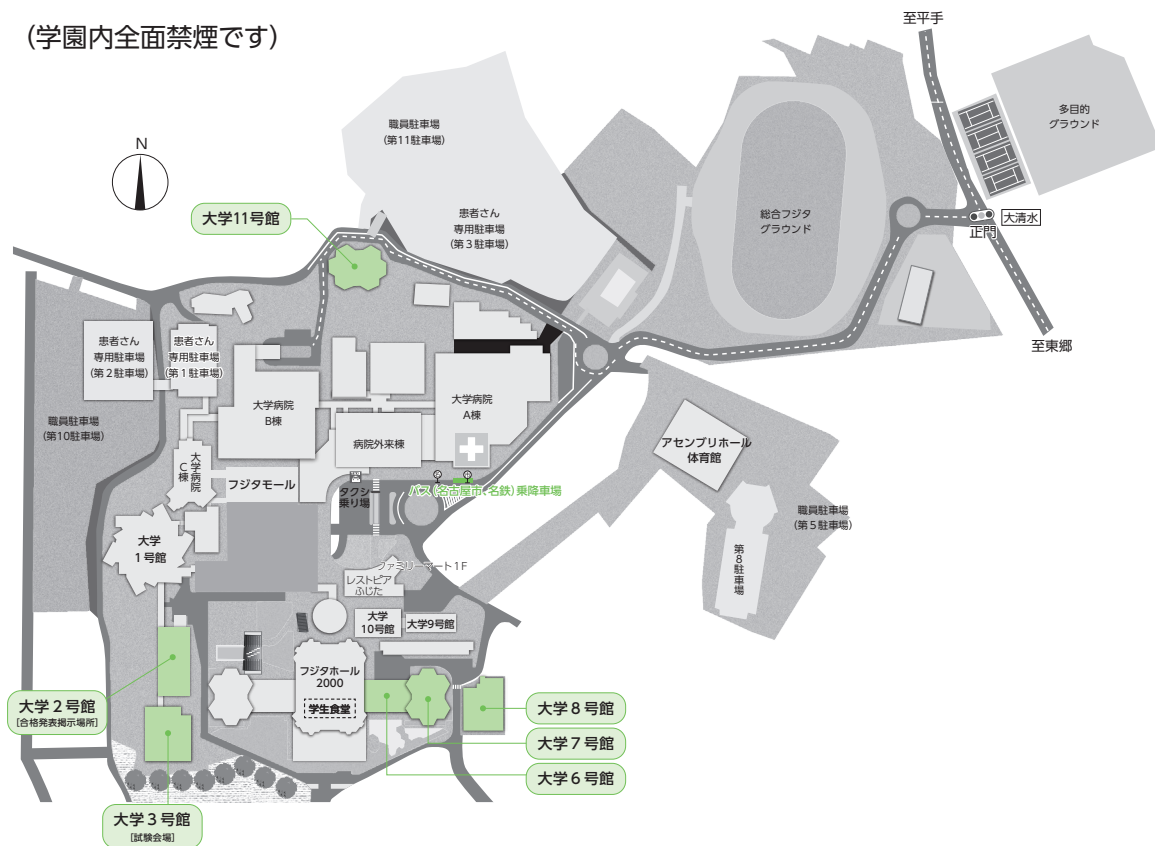 (学園内全面禁煙です)
至平手
多目的
グラウンド
職員駐車場
(第11駐車場)
N
大学11号館
患者さん
専用駐車場
(第3駐車場)
総合フジタ
グラウンド
大清水
正門
至東郷
患者さん
専用駐車場
(第2駐車場)
患者さん
専用駐車場
(第1駐車場)
大学病院
B棟
大学病院
A棟
職員駐車場
(第10駐車場)
病院外来棟
アセンブリホール
体育館
大学病院
C棟
フジタモール
タクシー
乗り場
バス(名古屋市、名鉄)乗降車場
職員駐車場
(第5駐車場)
大学
1号館
第8駐車場
ファミリーマート1F
レストピア
ふじた
大学
10号館
大学9号館
フジタホール
2000
学生食堂
大学2号館
[合格発表掲示場所]
大学8号館
大学7号館
大学6号館
大学3号館
[試験会場]